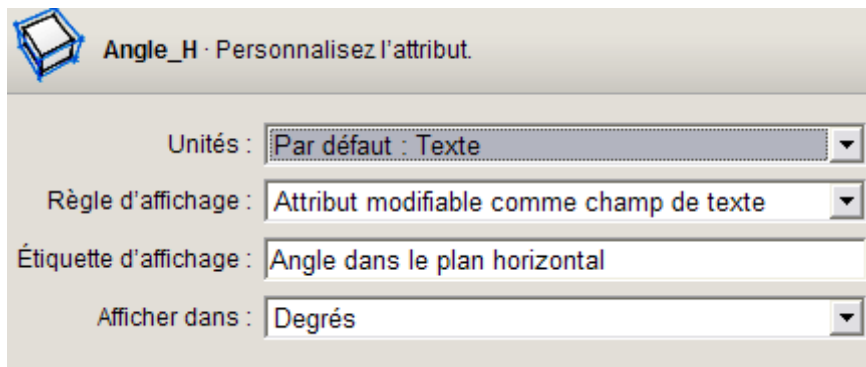 Angle_H · Personnalisez l'attribut.
Unités : Par défaut : Texte
Règle d'affichage : Attribut modifiable comme champ de texte
Étiquette d'affichage : Angle dans le plan horizontal
Afficher dans : Degrés